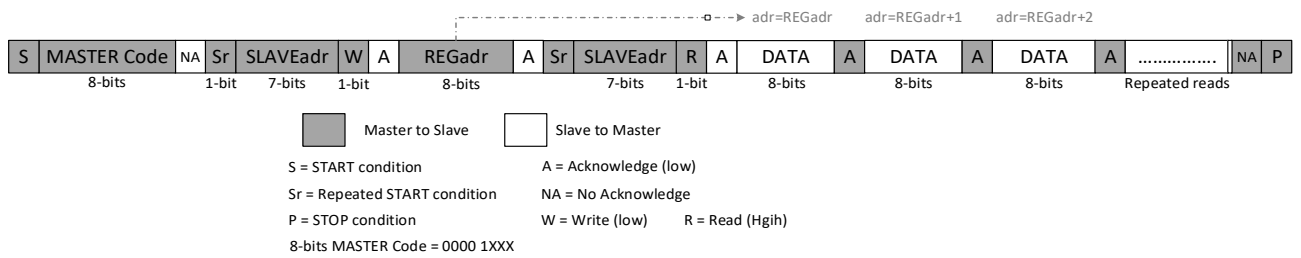 adr=REGadr adr=REGadr+1 adr=REGadr+2
S MASTER Code NA Sr SLAVEadr W A REGadr A Sr SLAVEadr R A DATA A DATA A DATA A ................ NA P
8-bits 1-bit 7-bits 1-bit 8-bits 7-bits 1-bit 8-bits 8-bits 8-bits Repeated reads
Master to Slave Slave to Master
S = START condition A = Acknowledge (low)
Sr = Repeated START condition NA = No Acknowledge
P = STOP condition W = Write (low) R = Read (Hgih)
8-bits MASTER Code = 0000 1XXX